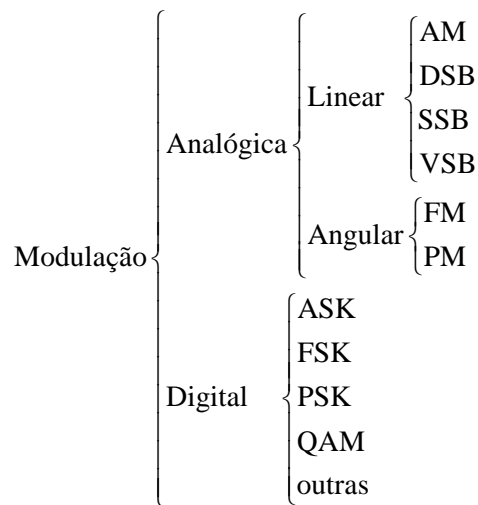 Modulação
Analógica
Linear
AM
DSB
SSB
VSB
Angular
FM
PM
Digital
ASK
FSK
PSK
QAM
outras